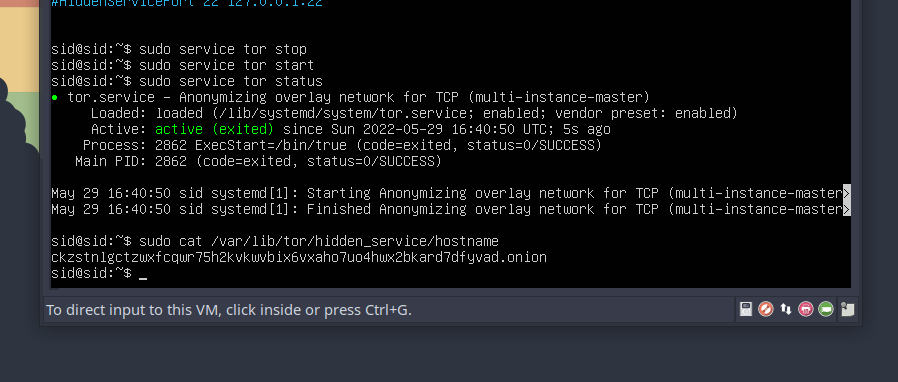 #HiddenServicePort 22 127.0.0.1:22
sid@sid:~$ sudo service tor stop
sid@sid:~$ sudo service tor start
sid@sid:~$ sudo service tor status
● tor.service - Anonymizing overlay network for TCP (multi-instance-master)
Loaded: loaded (/lib/systemd/system/tor.service; enabled; vendor preset: enabled)
Active: active (exited) since Sun 2022-05-29 16:40:50 UTC; 5s ago
Process: 2862 ExecStart=/bin/true (code=exited, status=0/SUCCESS)
Main PID: 2862 (code=exited, status=0/SUCCESS)
May 29 16:40:50 sid systemd[1]: Starting Anonymizing overlay network for TCP (multi-instance-master>
May 29 16:40:50 sid systemd[1]: Finished Anonymizing overlay network for TCP (multi-instance-master>
sid@sid:~$ sudo cat /var/lib/tor/hidden_service/hostname
ckzstnlgctzwxfcqwr75h2kvkwvbix6vxaho7uo4hwx2bkard7dfyvad.onion
sid@sid:~$ _
To direct input to this VM, click inside or press Ctrl+G.